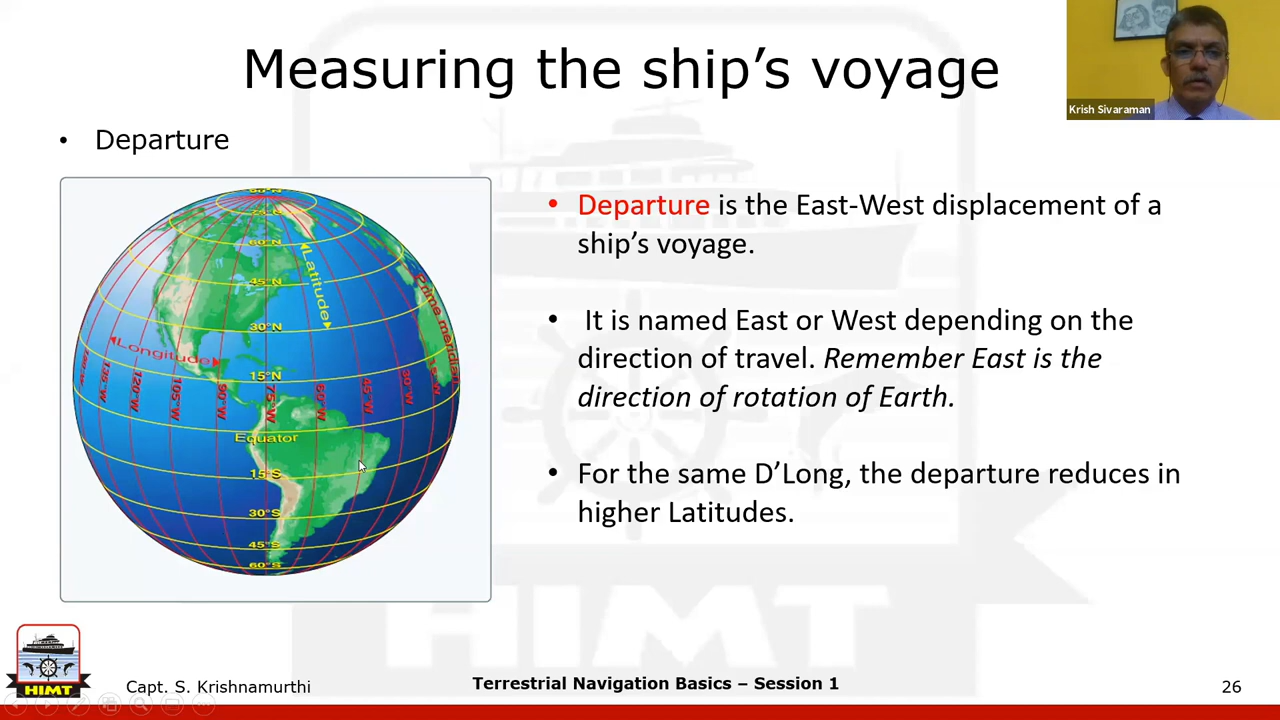 Measuring the ship's voyage
Krish Sivaraman
• Departure
90°N
75°N
60°N
Latitude
45°N
Prime meridian
30°N
Longitude
15°N
135°W
120°W
105°W
90°W
75°W
60°W
45°W
30°W
Equator
15°S
30°S
45°S
60°S
• Departure is the East-West displacement of a
ship's voyage.
• It is named East or West depending on the
direction of travel. Remember East is the
direction of rotation of Earth.
• For the same D'Long, the departure reduces in
higher Latitudes.
HIMT
HIMT
Capt. S. Krishnamurthi
Terrestrial Navigation Basics – Session 1
26